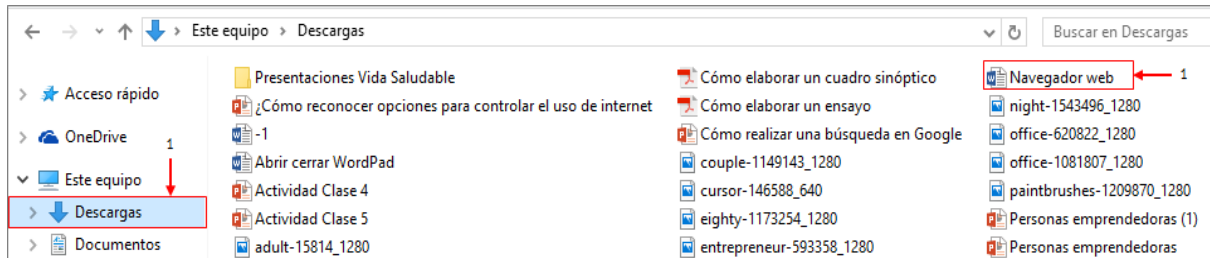 Este equipo > Descargas
Buscar en Descargas
Acceso rápido
OneDrive
1
Este equipo
Descargas
Documentos
Presentaciones Vida Saludable
¿Cómo reconocer opciones para controlar el uso de internet
-1
Abrir cerrar WordPad
Actividad Clase 4
Actividad Clase 5
adult-15814_1280
Cómo elaborar un cuadro sinóptico
Cómo elaborar un ensayo
Cómo realizar una búsqueda en Google
couple-1149143_1280
cursor-146588_640
eighty-1173254_1280
entrepreneur-593358_1280
Navegador web
1
night-1543496_1280
office-620822_1280
office-1081807_1280
paintbrushes-1209870_1280
Personas emprendedoras (1)
Personas emprendedoras